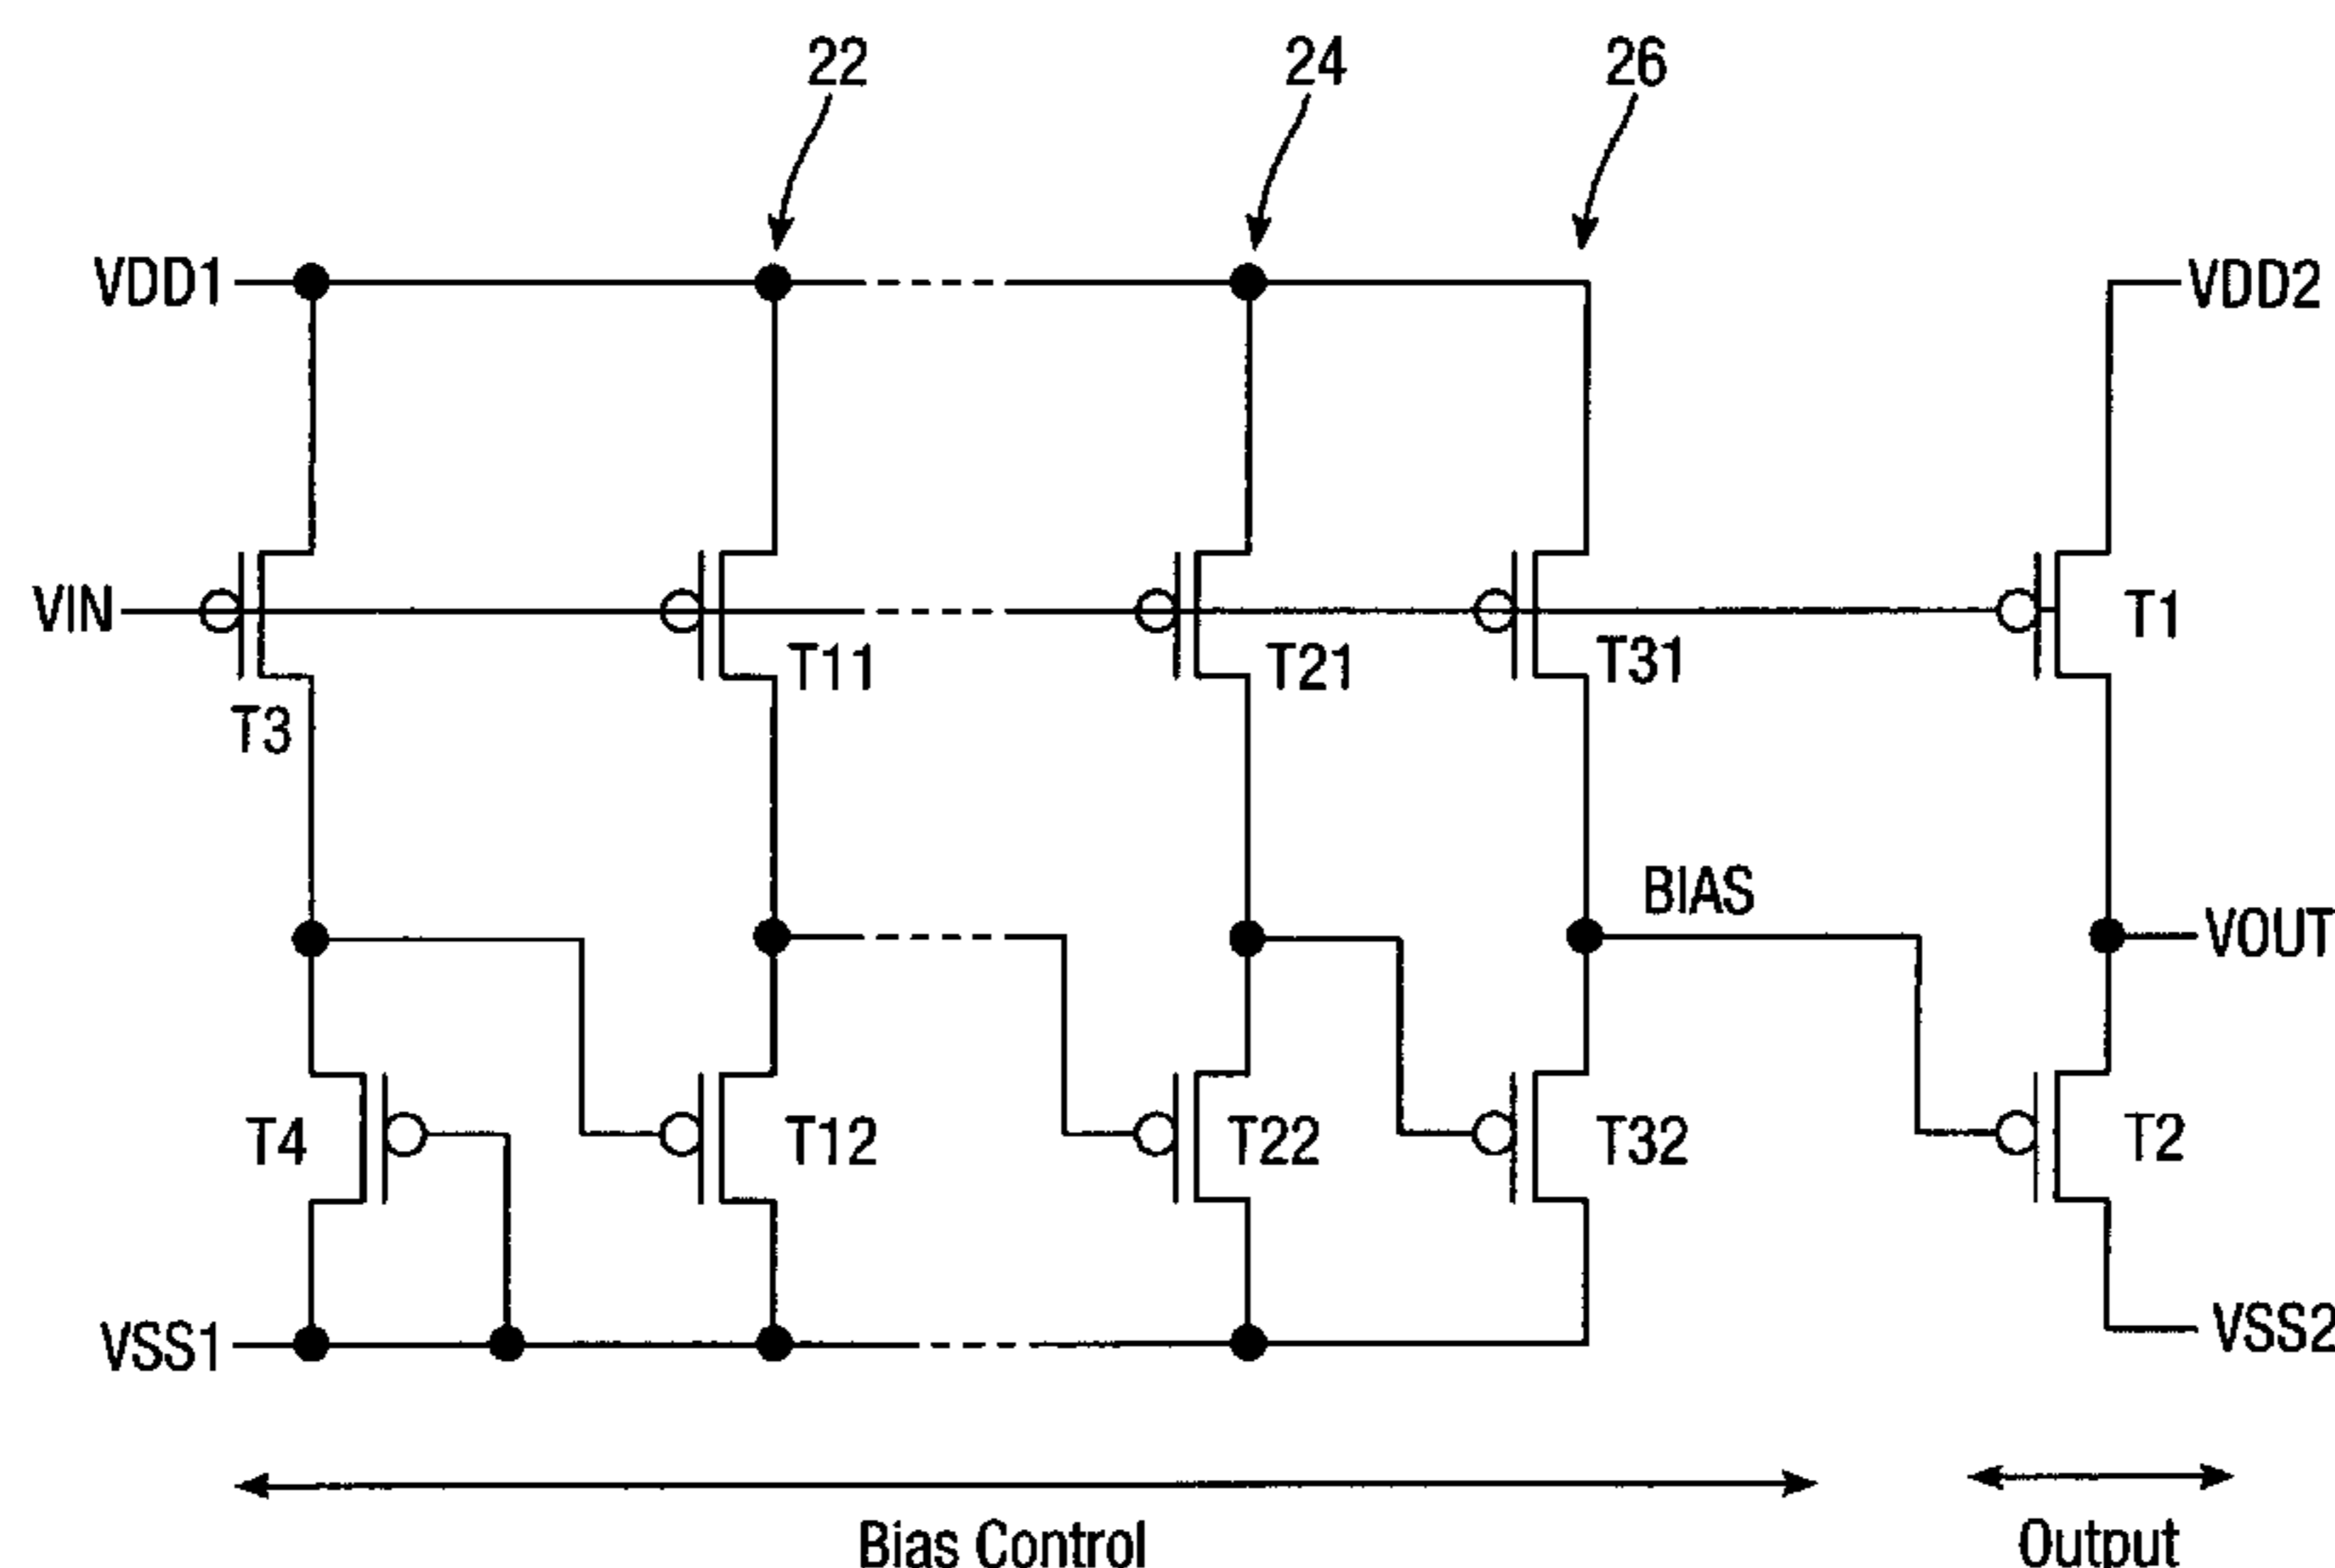 22 24 26
VDD1 VDD2
VIN T1
T11 T21 T31
T3
BIAS
VOUT
T4 T12 T22 T32 T2
VSS1 VSS2
Bias Control Output